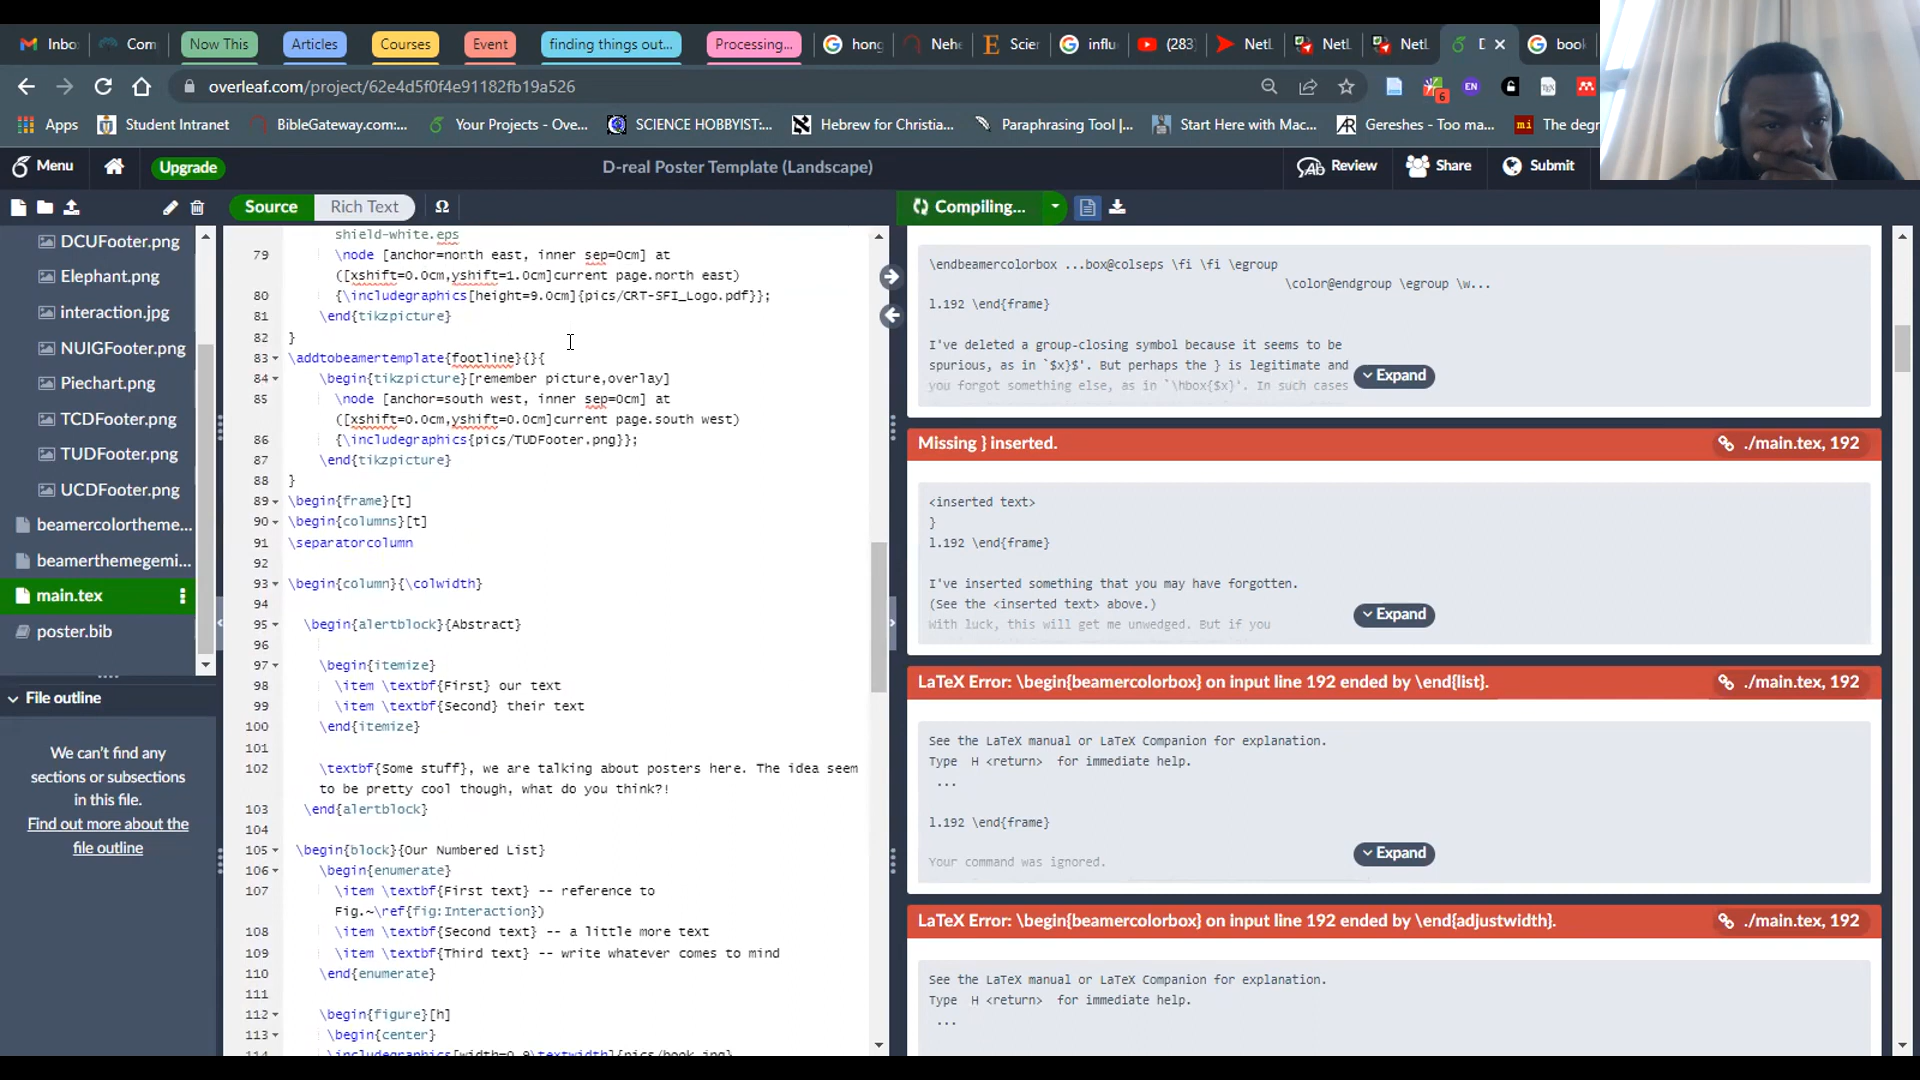 Inbo
Com
Now This
Articles
Courses
Event
finding things out...
Processing...
hong
Nehe
Scier
influ
(283)
NetL
NetL
NetL
book
overleaf.com/project/62e4d5f0f4e91182fb19a526
6
EN
Apps
Student Intranet
BibleGateway.com:...
Your Projects - Ove...
SCIENCE HOBBYIST:...
Hebrew for Christia...
Paraphrasing Tool |...
Start Here with Mac...
AR Gereshes - Too ma...
mi The degr
Menu
Upgrade
D-real Poster Template (Landscape)
Review
Share
Submit
Source
Rich Text
Ω
Compiling...
DCUFooter.png
Elephant.png
interaction.jpg
NUIGFooter.png
Piechart.png
TCDFooter.png
TUDFooter.png
UCDFooter.png
beamercolortheme...
beamerthemegemi...
main.tex
poster.bib
File outline
We can't find any
sections or subsections
in this file.
Find out more about the
file outline
shield-white.eps
79 \node [anchor=north east, inner sep=0cm] at
([xshift=0.0cm,yshift=1.0cm]current page.north east)
80 {\includegraphics[height=9.0cm]{pics/CRT-SFI_Logo.pdf}};
81 \end{tikzpicture}
82 }
83 \addtobeamertemplate{footline}{}{
84 \begin{tikzpicture}[remember picture,overlay]
85 \node [anchor=south west, inner sep=0cm] at
([xshift=0.0cm,yshift=0.0cm]current page.south west)
86 {\includegraphics{pics/TUDFooter.png}};
87 \end{tikzpicture}
88 }
89 \begin{frame}[t]
90 \begin{columns}[t]
91 \separatorcolumn
92
93 \begin{column}{\colwidth}
94
95 \begin{alertblock}{Abstract}
96
97 \begin{itemize}
98 \item \textbf{First} our text
99 \item \textbf{Second} their text
100 \end{itemize}
101
102 \textbf{Some stuff}, we are talking about posters here. The idea seem
to be pretty cool though, what do you think?!
103 \end{alertblock}
104
105 \begin{block}{Our Numbered List}
106 \begin{enumerate}
107 \item \textbf{First text} -- reference to
Fig.~\ref{fig:Interaction})
108 \item \textbf{Second text} -- a little more text
109 \item \textbf{Third text} -- write whatever comes to mind
110 \end{enumerate}
111
112 \begin{figure}[h]
113 \begin{center}
114 \includegraphics[width=0.9\textwidth]{pics/book.jpg}
\endbeamercolorbox ...box@colseps \fi \fi \egroup
\color@endgroup \egroup \w...
l.192 \end{frame}
I've deleted a group-closing symbol because it seems to be
spurious, as in `$x}$'. But perhaps the } is legitimate and
you forgot something else, as in `\hbox{$x}'. In such cases
Expand
Missing } inserted.
./main.tex, 192
<inserted text>
}
l.192 \end{frame}
I've inserted something that you may have forgotten.
(See the <inserted text> above.)
With luck, this will get me unwedged. But if you
Expand
LaTeX Error: \begin{beamercolorbox} on input line 192 ended by \end{list}.
./main.tex, 192
See the LaTeX manual or LaTeX Companion for explanation.
Type H <return> for immediate help.
...
l.192 \end{frame}
Your command was ignored.
Expand
LaTeX Error: \begin{beamercolorbox} on input line 192 ended by \end{adjustwidth}.
./main.tex, 192
See the LaTeX manual or LaTeX Companion for explanation.
Type H <return> for immediate help.
...